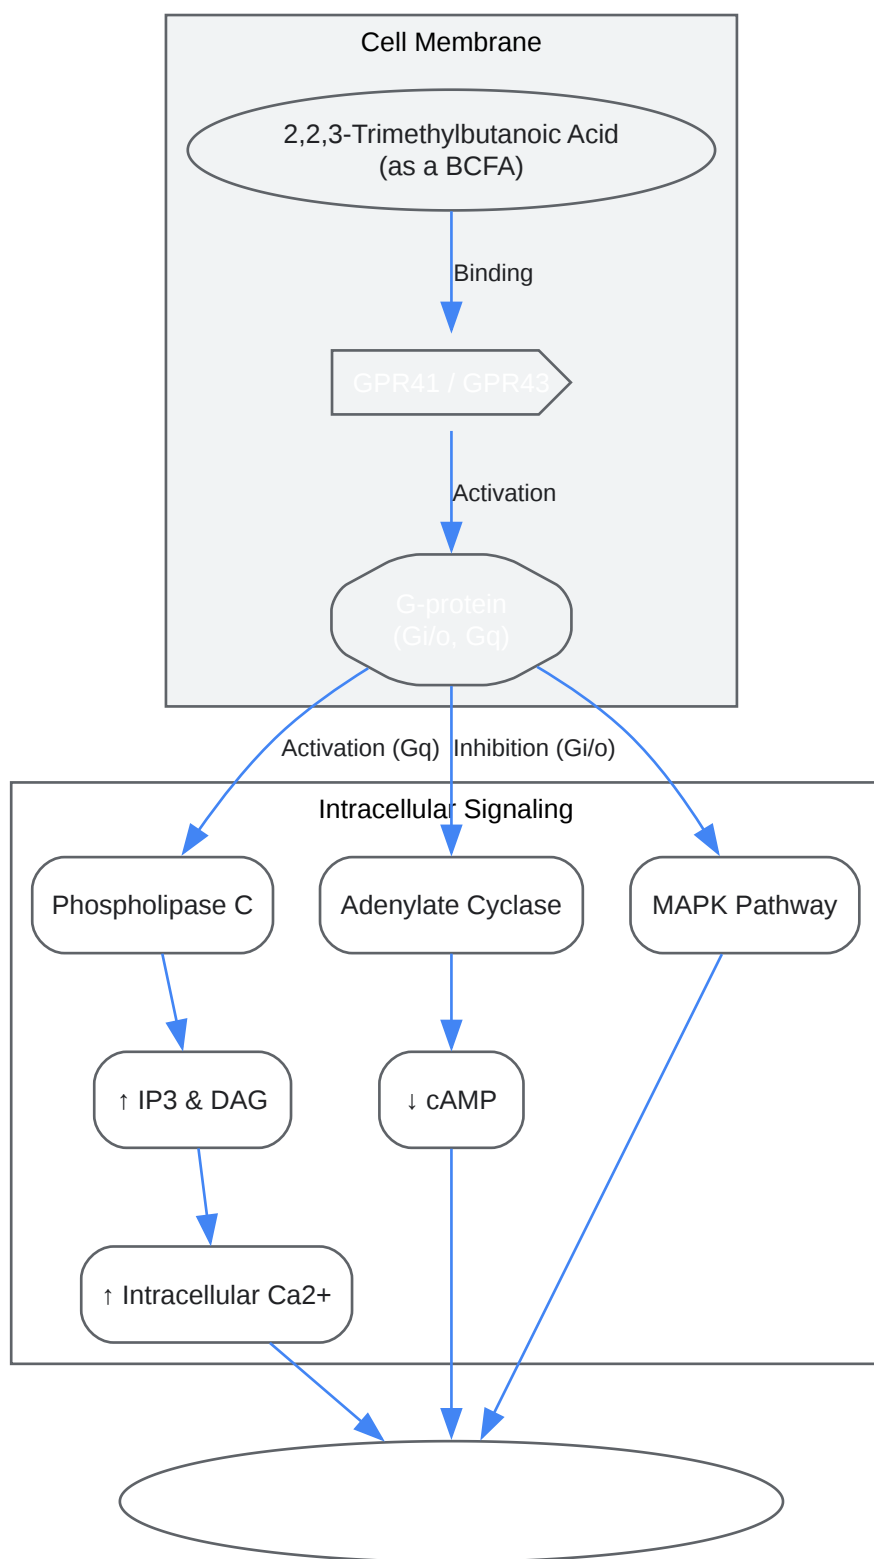 Cell Membrane
2,2,3-Trimethylbutanoic Acid
(as a BCFA)
Binding
GPR41 / GPR43
Activation
G-protein
(Gi/o, Gq)
Activation (Gq)
Inhibition (Gi/o)
Intracellular Signaling
Phospholipase C
Adenylate Cyclase
MAPK Pathway
↑ IP3 & DAG
↓ cAMP
↑ Intracellular Ca2+